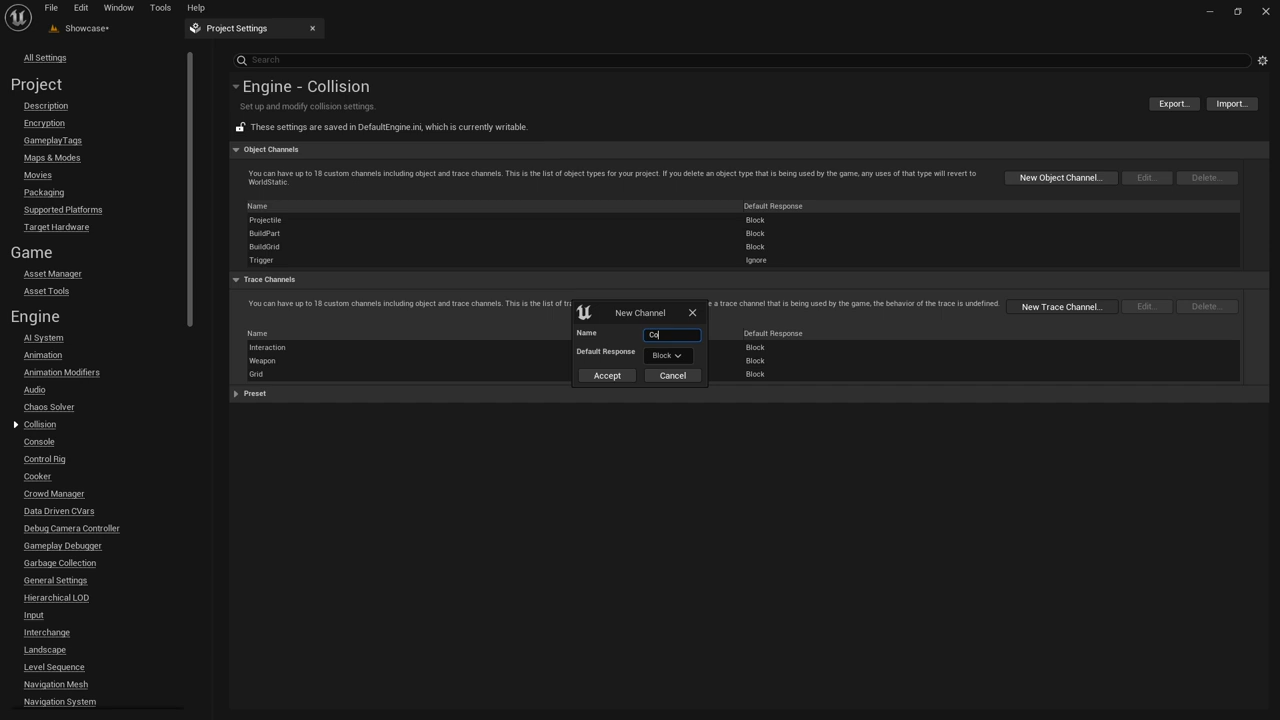 File Edit Window Tools Help
Showcase•
Project Settings
Search
All Settings
Project
Description
Encryption
GameplayTags
Maps & Modes
Movies
Packaging
Supported Platforms
Target Hardware
Game
Asset Manager
Asset Tools
Engine
AI System
Animation
Animation Modifiers
Audio
Chaos Solver
Collision
Console
Control Rig
Cooker
Crowd Manager
Data Driven CVars
Debug Camera Controller
Gameplay Debugger
Garbage Collection
General Settings
Hierarchical LOD
Input
Interchange
Landscape
Level Sequence
Navigation Mesh
Navigation System
Engine - Collision
Set up and modify collision settings.
Export... Import...
These settings are saved in DefaultEngine.ini, which is currently writable.
Object Channels
You can have up to 18 custom channels including object and trace channels. This is the list of object types for your project. If you delete an object type that is being used by the game, any uses of that type will revert to
WorldStatic.
New Object Channel... Edit... Delete...
Name Default Response
Projectile Block
BuildPart Block
BuildGrid Block
Trigger Ignore
Trace Channels
You can have up to 18 custom channels including object and trace channels. This is the list of a trace channel that is being used by the game, the behavior of the trace is undefined.
New Trace Channel... Edit... Delete...
Name Default Response
Interaction Block
Weapon Block
Grid Block
Preset
New Channel
Name Co
Default Response Block
Accept Cancel